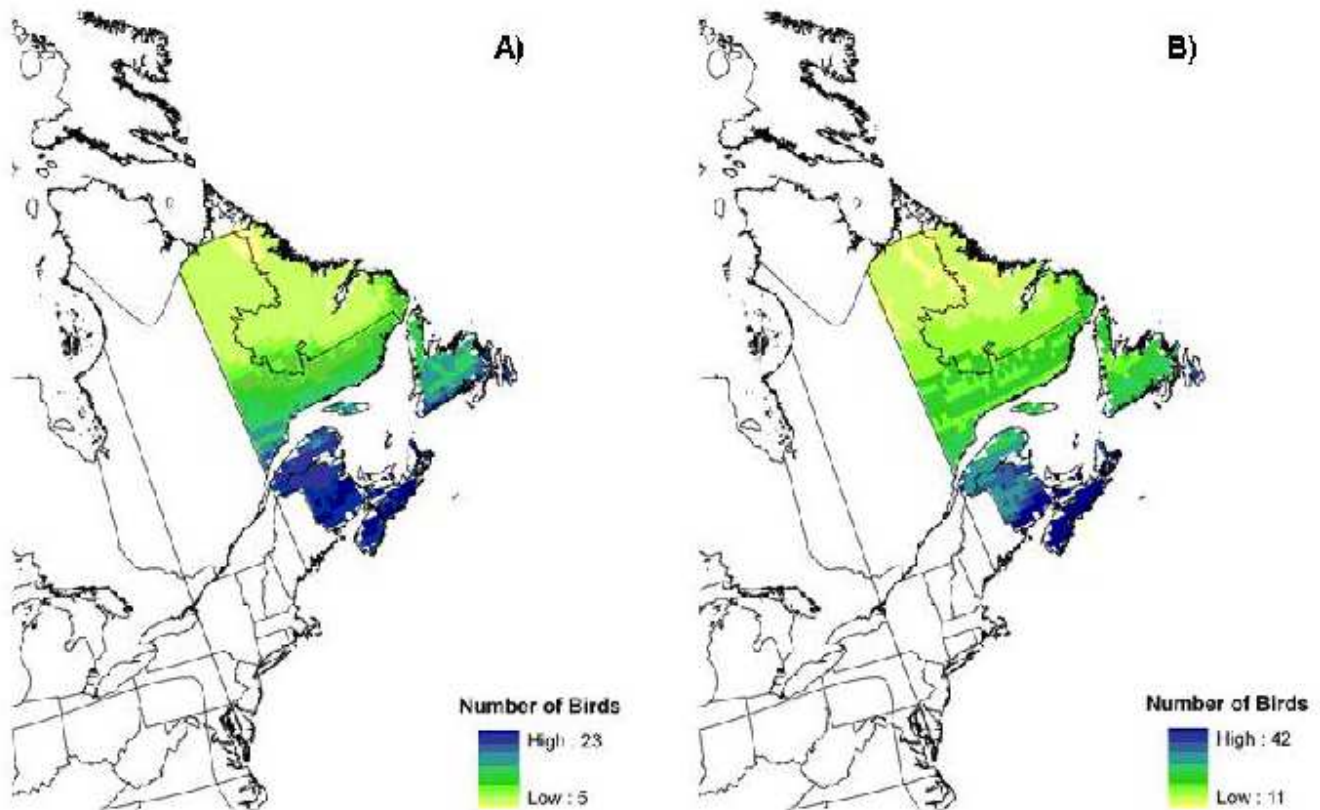 A)
B)
Number of Birds
High : 23
Low : 5
Number of Birds
High : 42
Low : 11